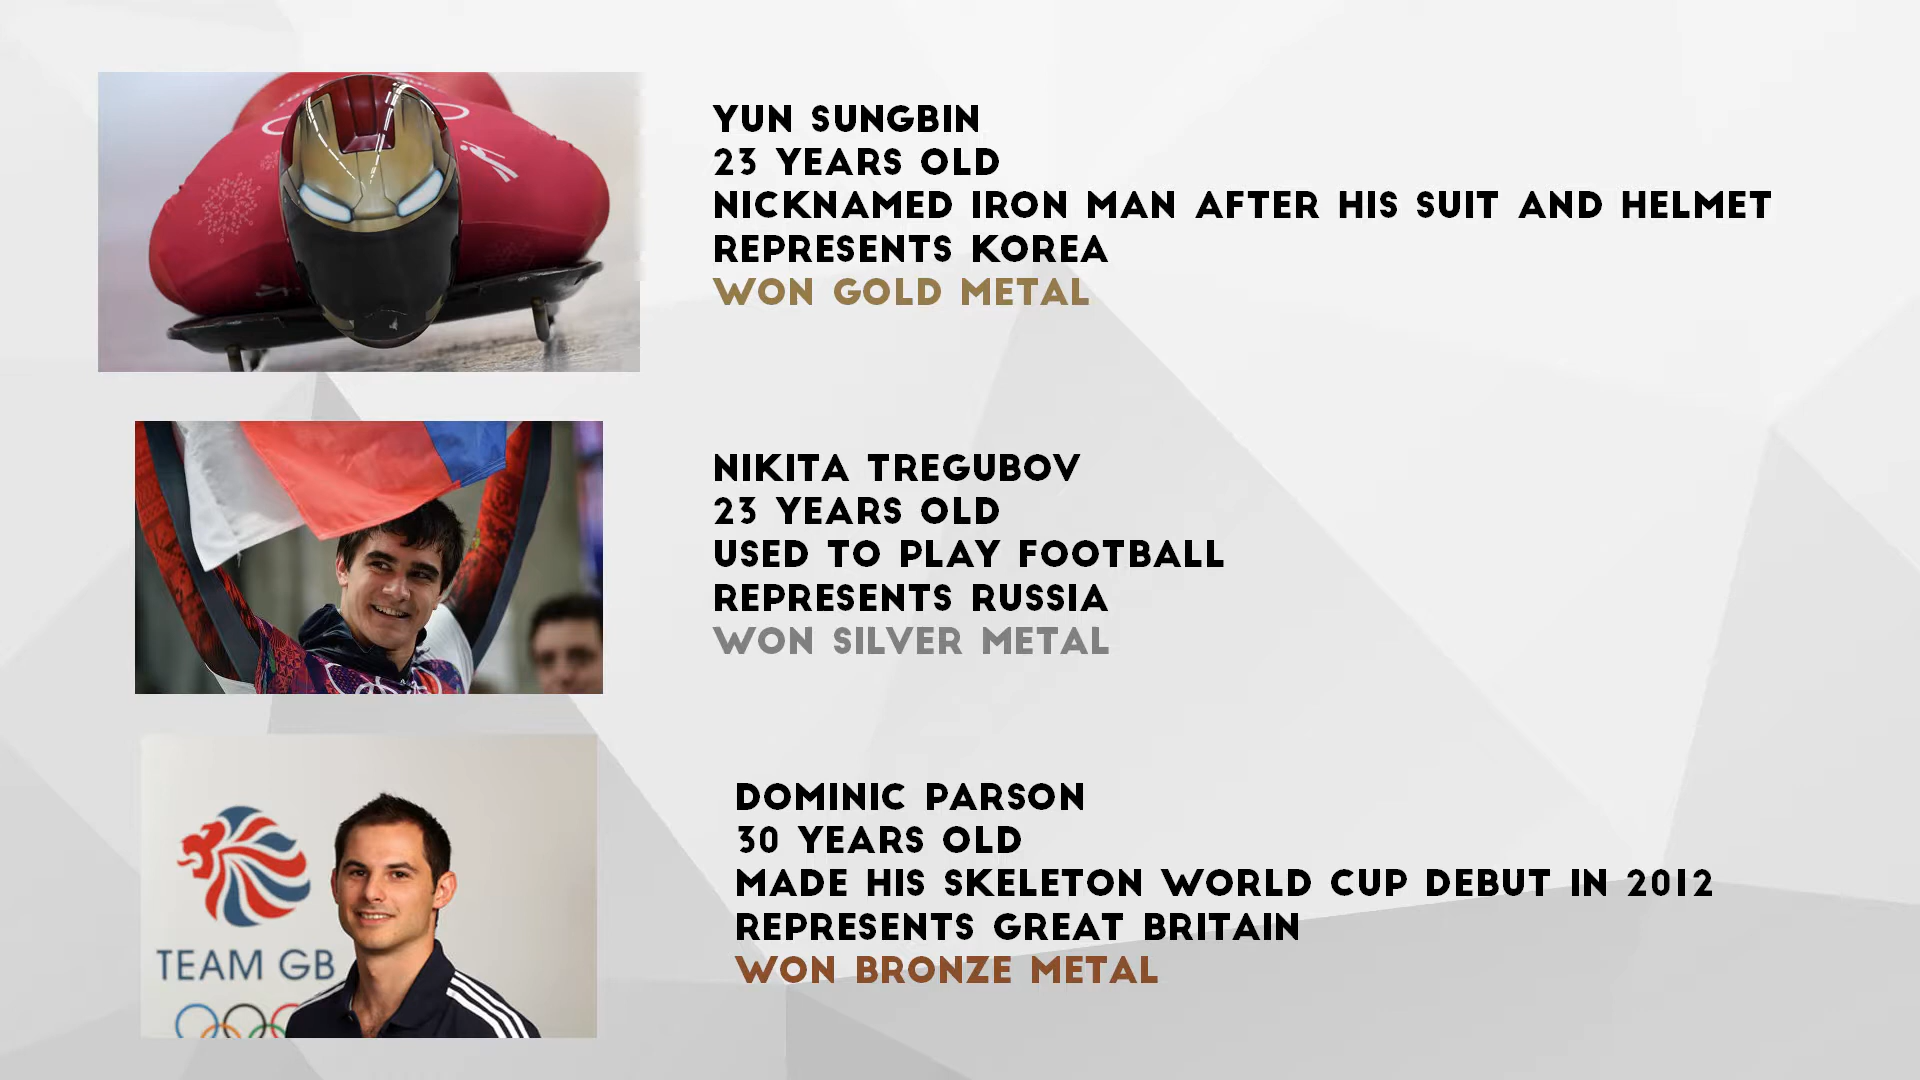 YUN SUNGBIN
23 YEARS OLD
NICKNAMED IRON MAN AFTER HIS SUIT AND HELMET
REPRESENTS KOREA
WON GOLD METAL
NIKITA TREGUBOV
23 YEARS OLD
USED TO PLAY FOOTBALL
REPRESENTS RUSSIA
WON SILVER METAL
TEAM GB
DOMINIC PARSON
30 YEARS OLD
MADE HIS SKELETON WORLD CUP DEBUT IN 2012
REPRESENTS GREAT BRITAIN
WON BRONZE METAL